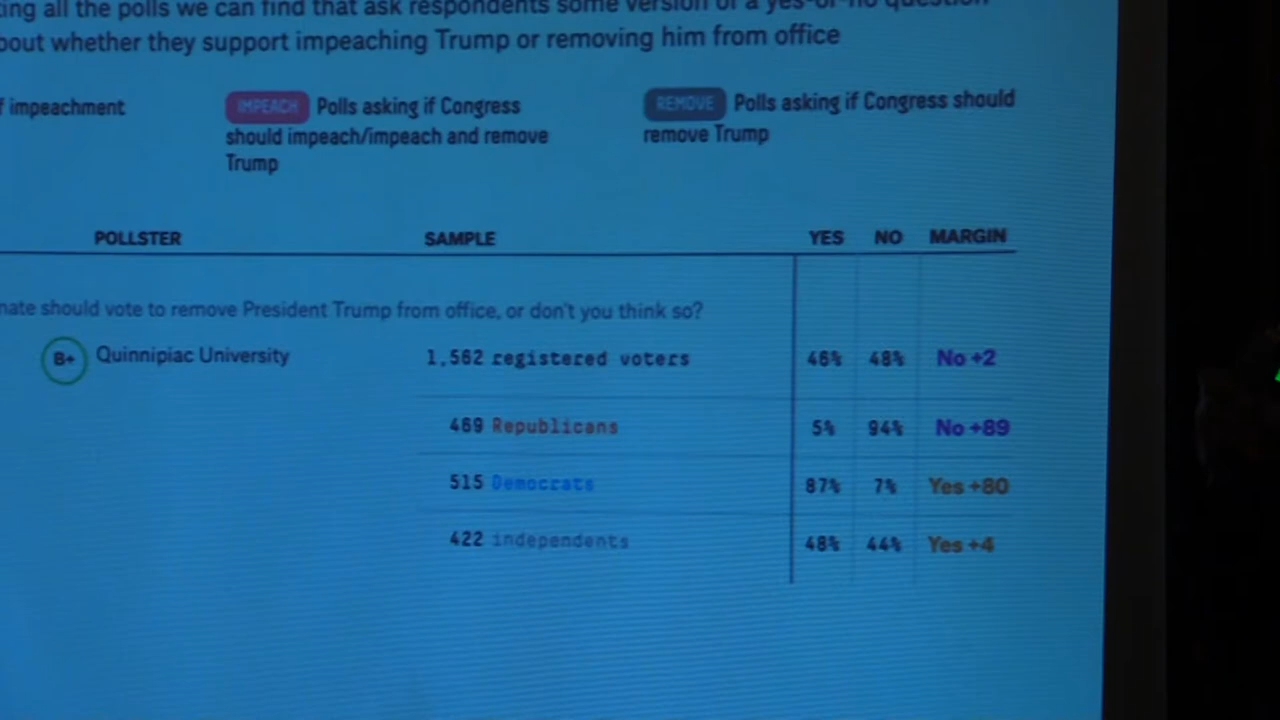 ing all the polls we can find that ask respondents some version of a yes-or-no question
bout whether they support impeaching Trump or removing him from office
f impeachment
IMPEACH Polls asking if Congress
should impeach/impeach and remove
Trump
REMOVE Polls asking if Congress should
remove Trump
POLLSTER SAMPLE YES NO MARGIN
nate should vote to remove President Trump from office, or don't you think so?
B+ Quinnipiac University 1,562 registered voters 46% 48% No +2
469 Republicans 5% 94% No +89
515 Democrats 87% 7% Yes +80
422 independents 48% 44% Yes +4